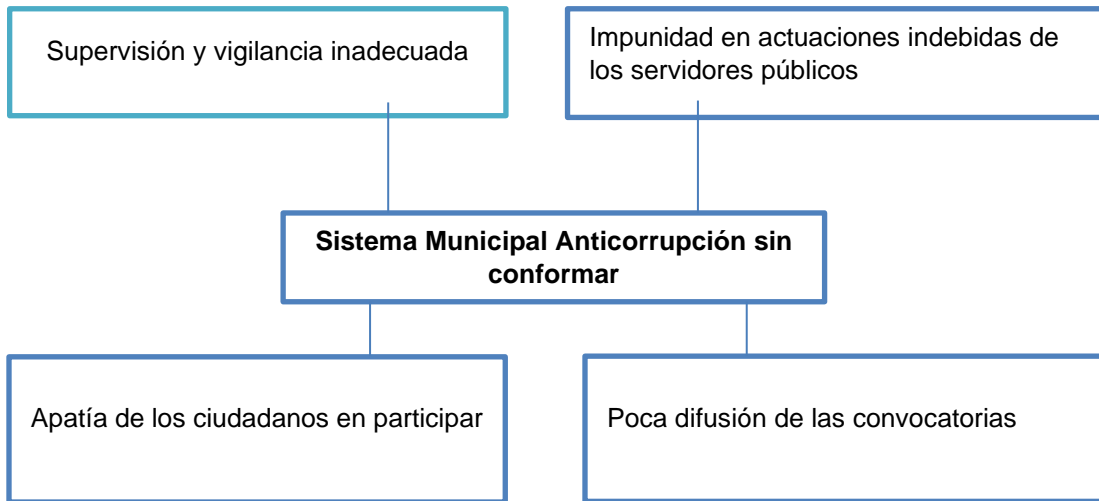 Supervisión y vigilancia inadecuada
Impunidad en actuaciones indebidas de
los servidores públicos
Sistema Municipal Anticorrupción sin
conformar
Apatía de los ciudadanos en participar
Poca difusión de las convocatorias